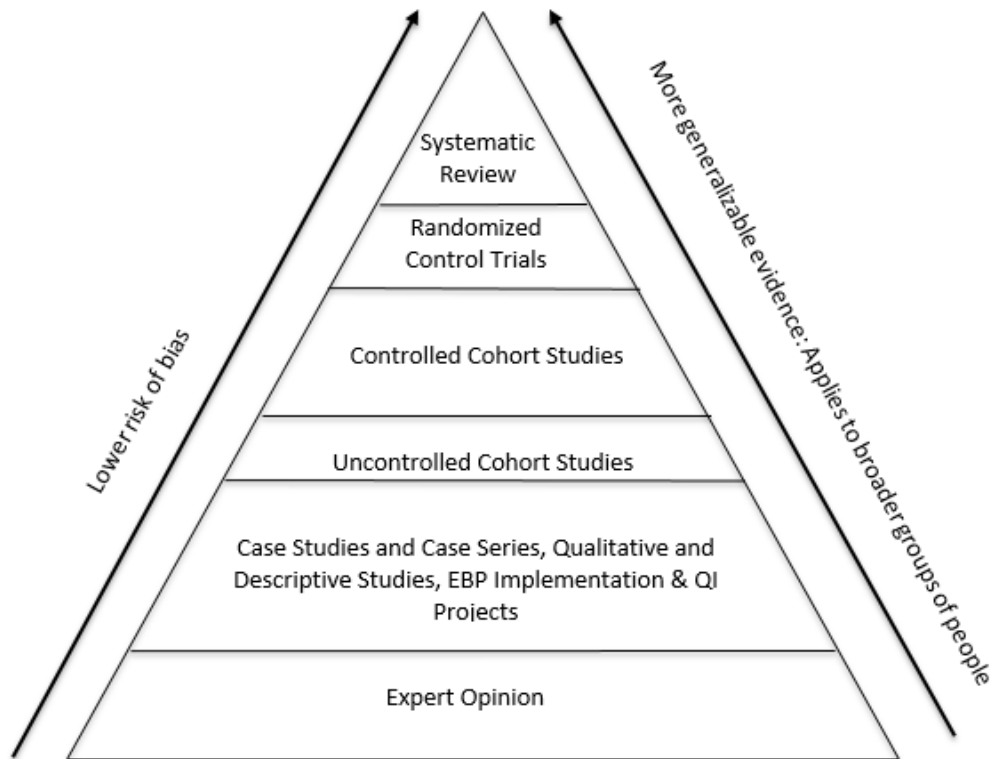 Systematic
Review
Randomized
Control Trials
Controlled Cohort Studies
Uncontrolled Cohort Studies
Case Studies and Case Series, Qualitative and
Descriptive Studies, EBP Implementation & QI
Projects
Expert Opinion
Lower risk of bias
More generalizable evidence: Applies to broader groups of people